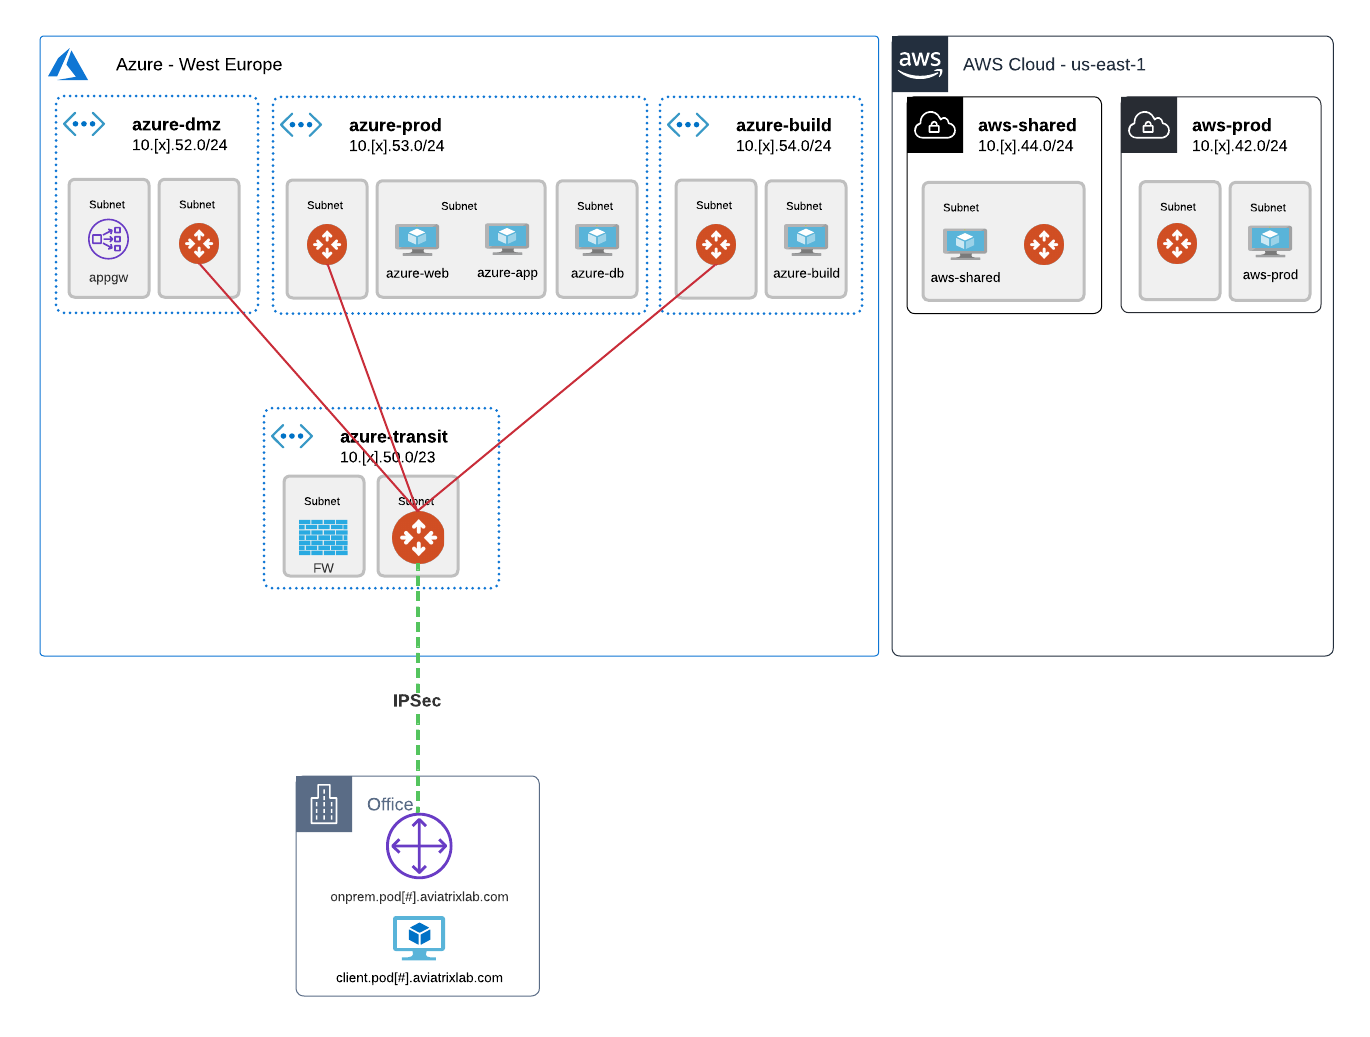 Azure - West Europe
azure-dmz
10.[x].52.0/24
Subnet
appgw
Subnet
azure-prod
10.[x].53.0/24
Subnet
Subnet
azure-web
azure-app
Subnet
azure-db
azure-build
10.[x].54.0/24
Subnet
Subnet
azure-build
azure-transit
10.[x].50.0/23
Subnet
FW
Subnet
aws
AWS Cloud - us-east-1
aws-shared
10.[x].44.0/24
Subnet
aws-shared
aws-prod
10.[x].42.0/24
Subnet
Subnet
aws-prod
IPSec
Office
onprem.pod[#].aviatrixlab.com
client.pod[#].aviatrixlab.com